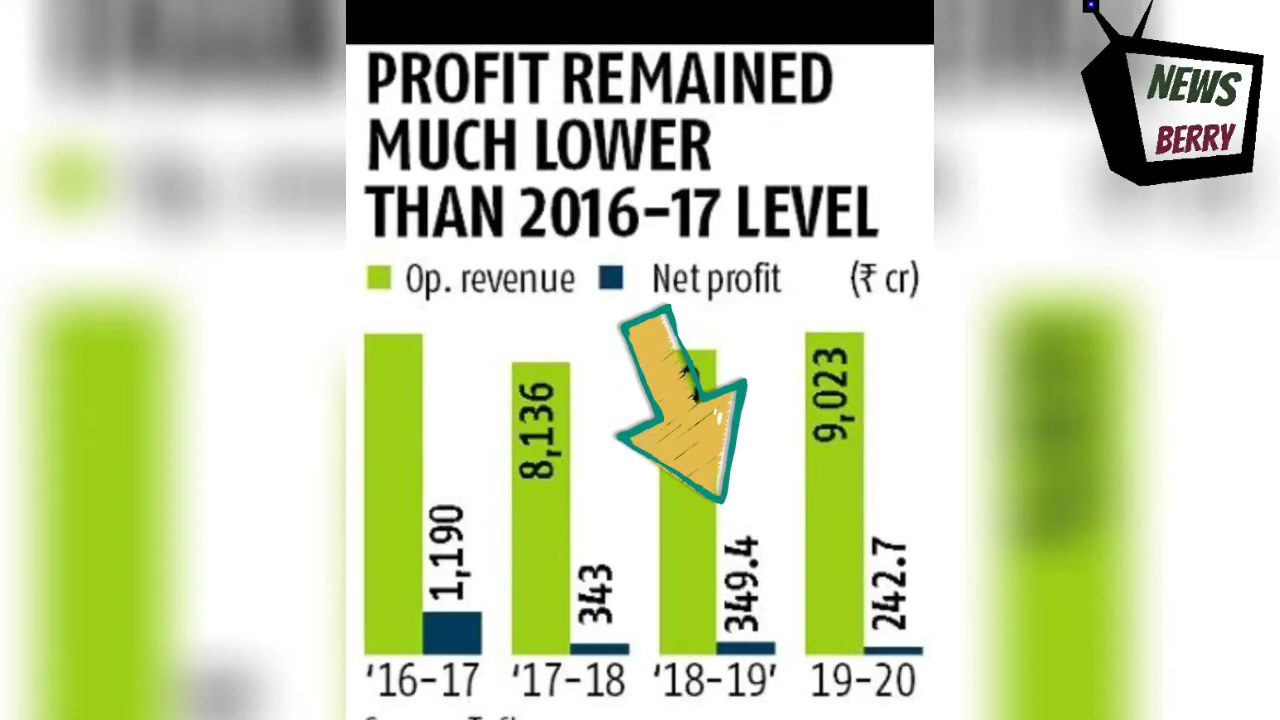 NEWS
BERRY
PROFIT REMAINED
MUCH LOWER
THAN 2016-17 LEVEL
Op. revenue Net profit (₹ cr)
1,190
8,136
343
349.4
9,023
242.7
'16-17 '17-18 '18-19' 19-20